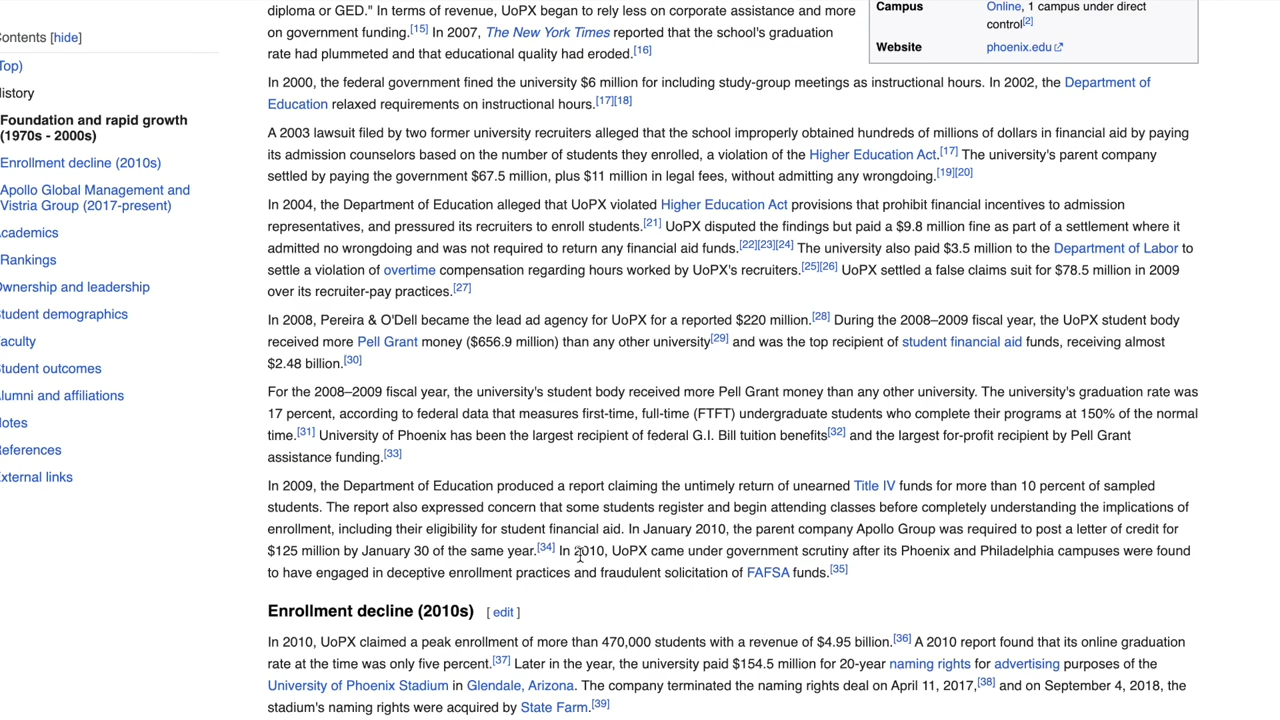 Contents [hide]
Top)
History
Foundation and rapid growth
(1970s - 2000s)
Enrollment decline (2010s)
Apollo Global Management and
Vistria Group (2017-present)
Academics
Rankings
Ownership and leadership
Student demographics
Faculty
Student outcomes
Alumni and affiliations
Notes
References
External links
diploma or GED." In terms of revenue, UoPX began to rely less on corporate assistance and more
on government funding.[15] In 2007, The New York Times reported that the school's graduation
rate had plummeted and that educational quality had eroded.[16]
Campus Online, 1 campus under direct
control[2]
Website phoenix.edu
In 2000, the federal government fined the university $6 million for including study-group meetings as instructional hours. In 2002, the Department of
Education relaxed requirements on instructional hours.[17][18]
A 2003 lawsuit filed by two former university recruiters alleged that the school improperly obtained hundreds of millions of dollars in financial aid by paying
its admission counselors based on the number of students they enrolled, a violation of the Higher Education Act.[17] The university's parent company
settled by paying the government $67.5 million, plus $11 million in legal fees, without admitting any wrongdoing.[19][20]
In 2004, the Department of Education alleged that UoPX violated Higher Education Act provisions that prohibit financial incentives to admission
representatives, and pressured its recruiters to enroll students.[21] UoPX disputed the findings but paid a $9.8 million fine as part of a settlement where it
admitted no wrongdoing and was not required to return any financial aid funds.[22][23][24] The university also paid $3.5 million to the Department of Labor to
settle a violation of overtime compensation regarding hours worked by UoPX's recruiters.[25][26] UoPX settled a false claims suit for $78.5 million in 2009
over its recruiter-pay practices.[27]
In 2008, Pereira & O'Dell became the lead ad agency for UoPX for a reported $220 million.[28] During the 2008–2009 fiscal year, the UoPX student body
received more Pell Grant money ($656.9 million) than any other university[29] and was the top recipient of student financial aid funds, receiving almost
$2.48 billion.[30]
For the 2008–2009 fiscal year, the university's student body received more Pell Grant money than any other university. The university's graduation rate was
17 percent, according to federal data that measures first-time, full-time (FTFT) undergraduate students who complete their programs at 150% of the normal
time.[31] University of Phoenix has been the largest recipient of federal G.I. Bill tuition benefits[32] and the largest for-profit recipient by Pell Grant
assistance funding.[33]
In 2009, the Department of Education produced a report claiming the untimely return of unearned Title IV funds for more than 10 percent of sampled
students. The report also expressed concern that some students register and begin attending classes before completely understanding the implications of
enrollment, including their eligibility for student financial aid. In January 2010, the parent company Apollo Group was required to post a letter of credit for
$125 million by January 30 of the same year.[34] In 2010, UoPX came under government scrutiny after its Phoenix and Philadelphia campuses were found
to have engaged in deceptive enrollment practices and fraudulent solicitation of FAFSA funds.[35]
Enrollment decline (2010s) [ edit ]
In 2010, UoPX claimed a peak enrollment of more than 470,000 students with a revenue of $4.95 billion.[36] A 2010 report found that its online graduation
rate at the time was only five percent.[37] Later in the year, the university paid $154.5 million for 20-year naming rights for advertising purposes of the
University of Phoenix Stadium in Glendale, Arizona. The company terminated the naming rights deal on April 11, 2017,[38] and on September 4, 2018, the
stadium's naming rights were acquired by State Farm.[39]